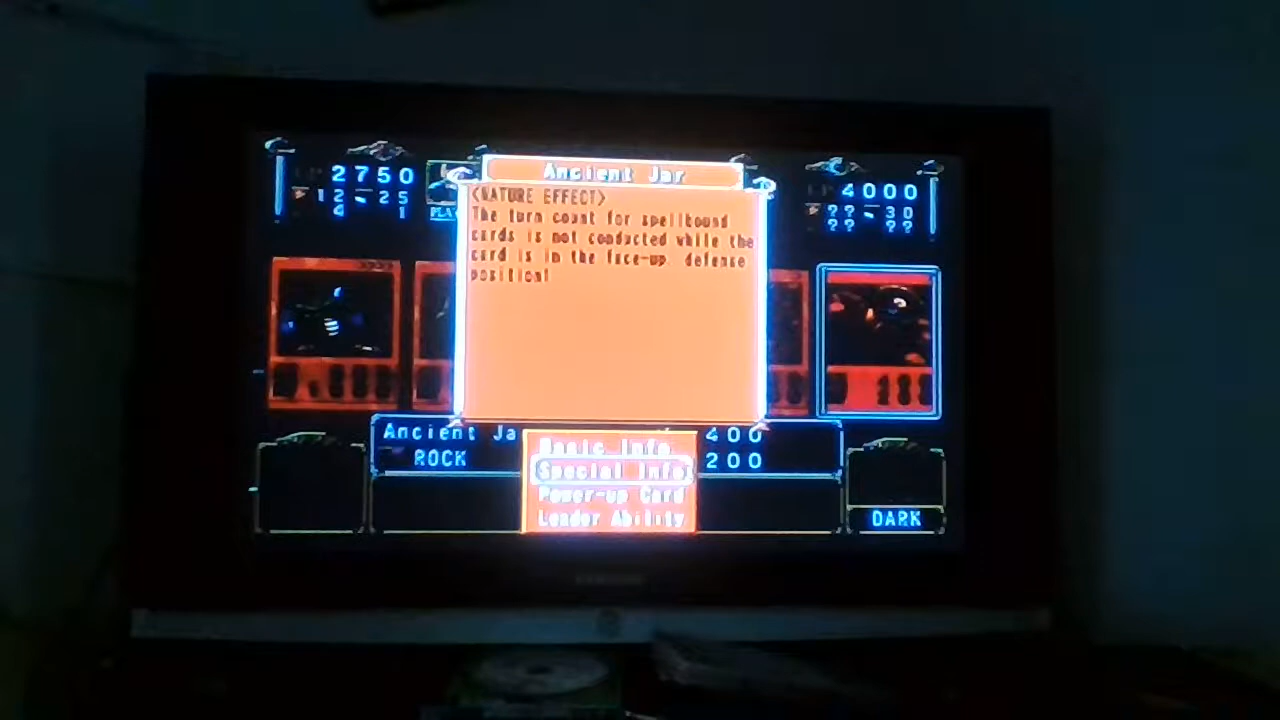 Ancient Jar
LP 2750
12 25
4 1
LP 4000
?? 30
?? ??
(NATURE EFFECT)
The turn count for spellbound
cards is not conducted while the
card is in the face-up, defense
position!
Ancient Ja 400
ROCK 200
Basic Info
Special Info
Power-up Card
Leader Ability
DARK